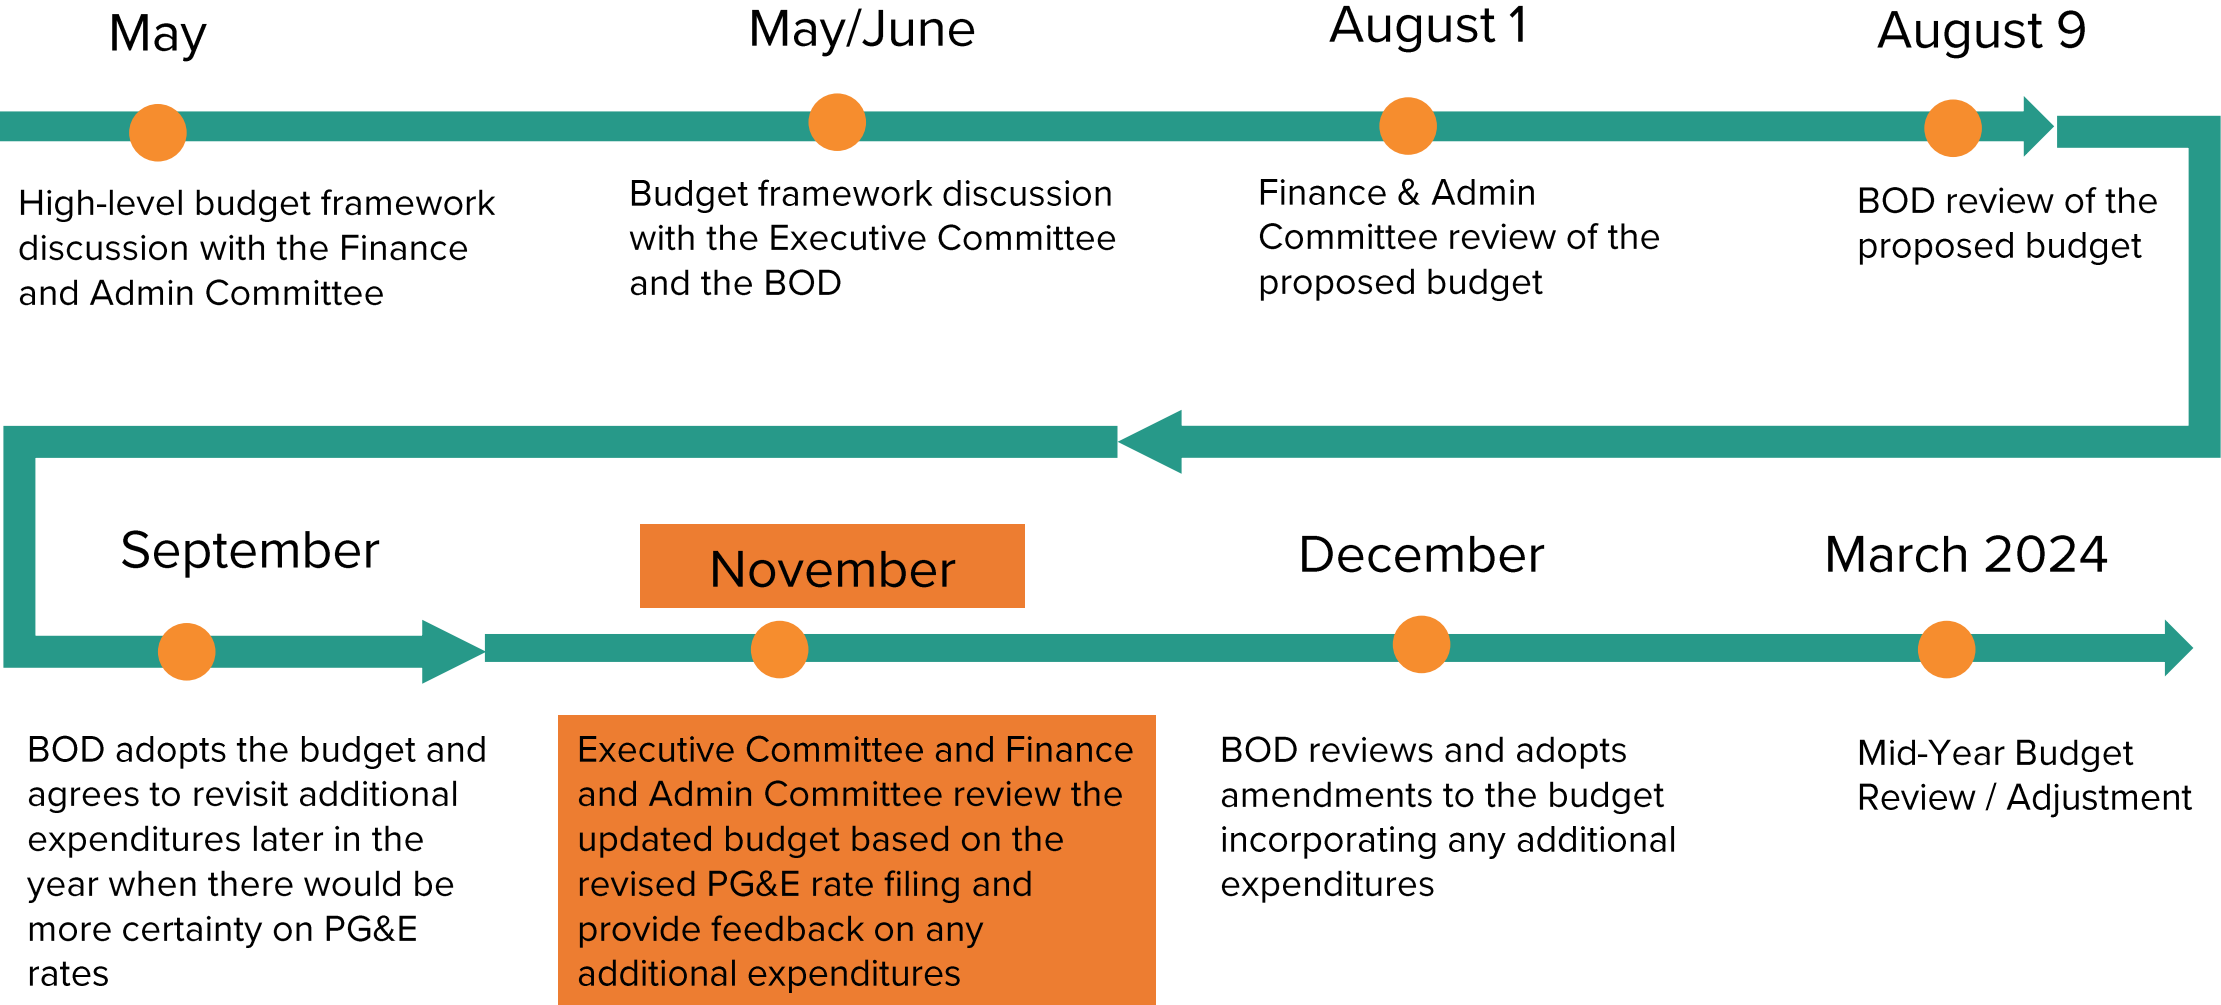 May
High-level budget framework
discussion with the Finance
and Admin Committee
May/June
Budget framework discussion
with the Executive Committee
and the BOD
August 1
Finance & Admin
Committee review of the
proposed budget
August 9
BOD review of the
proposed budget
September
BOD adopts the budget and
agrees to revisit additional
expenditures later in the
year when there would be
more certainty on PG&E
rates
November
Executive Committee and Finance
and Admin Committee review the
updated budget based on the
revised PG&E rate filing and
provide feedback on any
additional expenditures
December
BOD reviews and adopts
amendments to the budget
incorporating any additional
expenditures
March 2024
Mid-Year Budget
Review / Adjustment